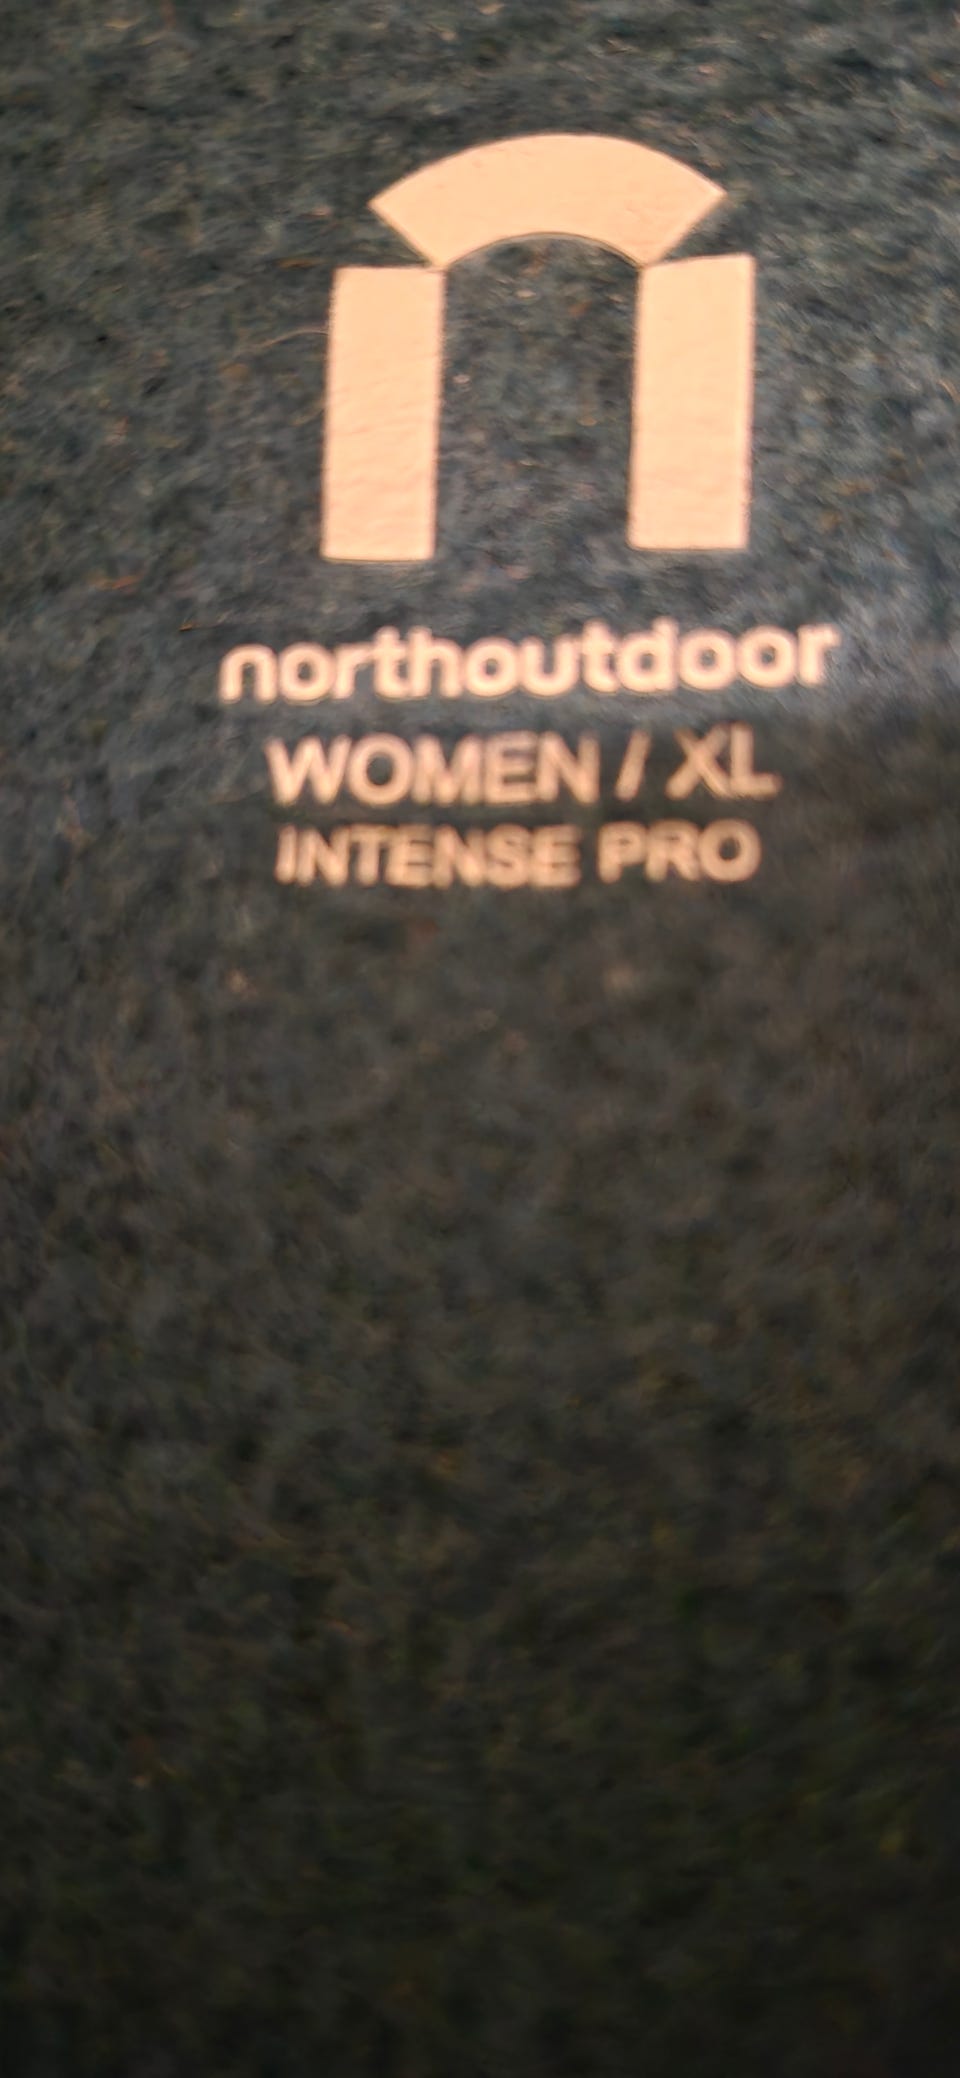 northoutdoor
WOMEN / XL
INTENSE PRO